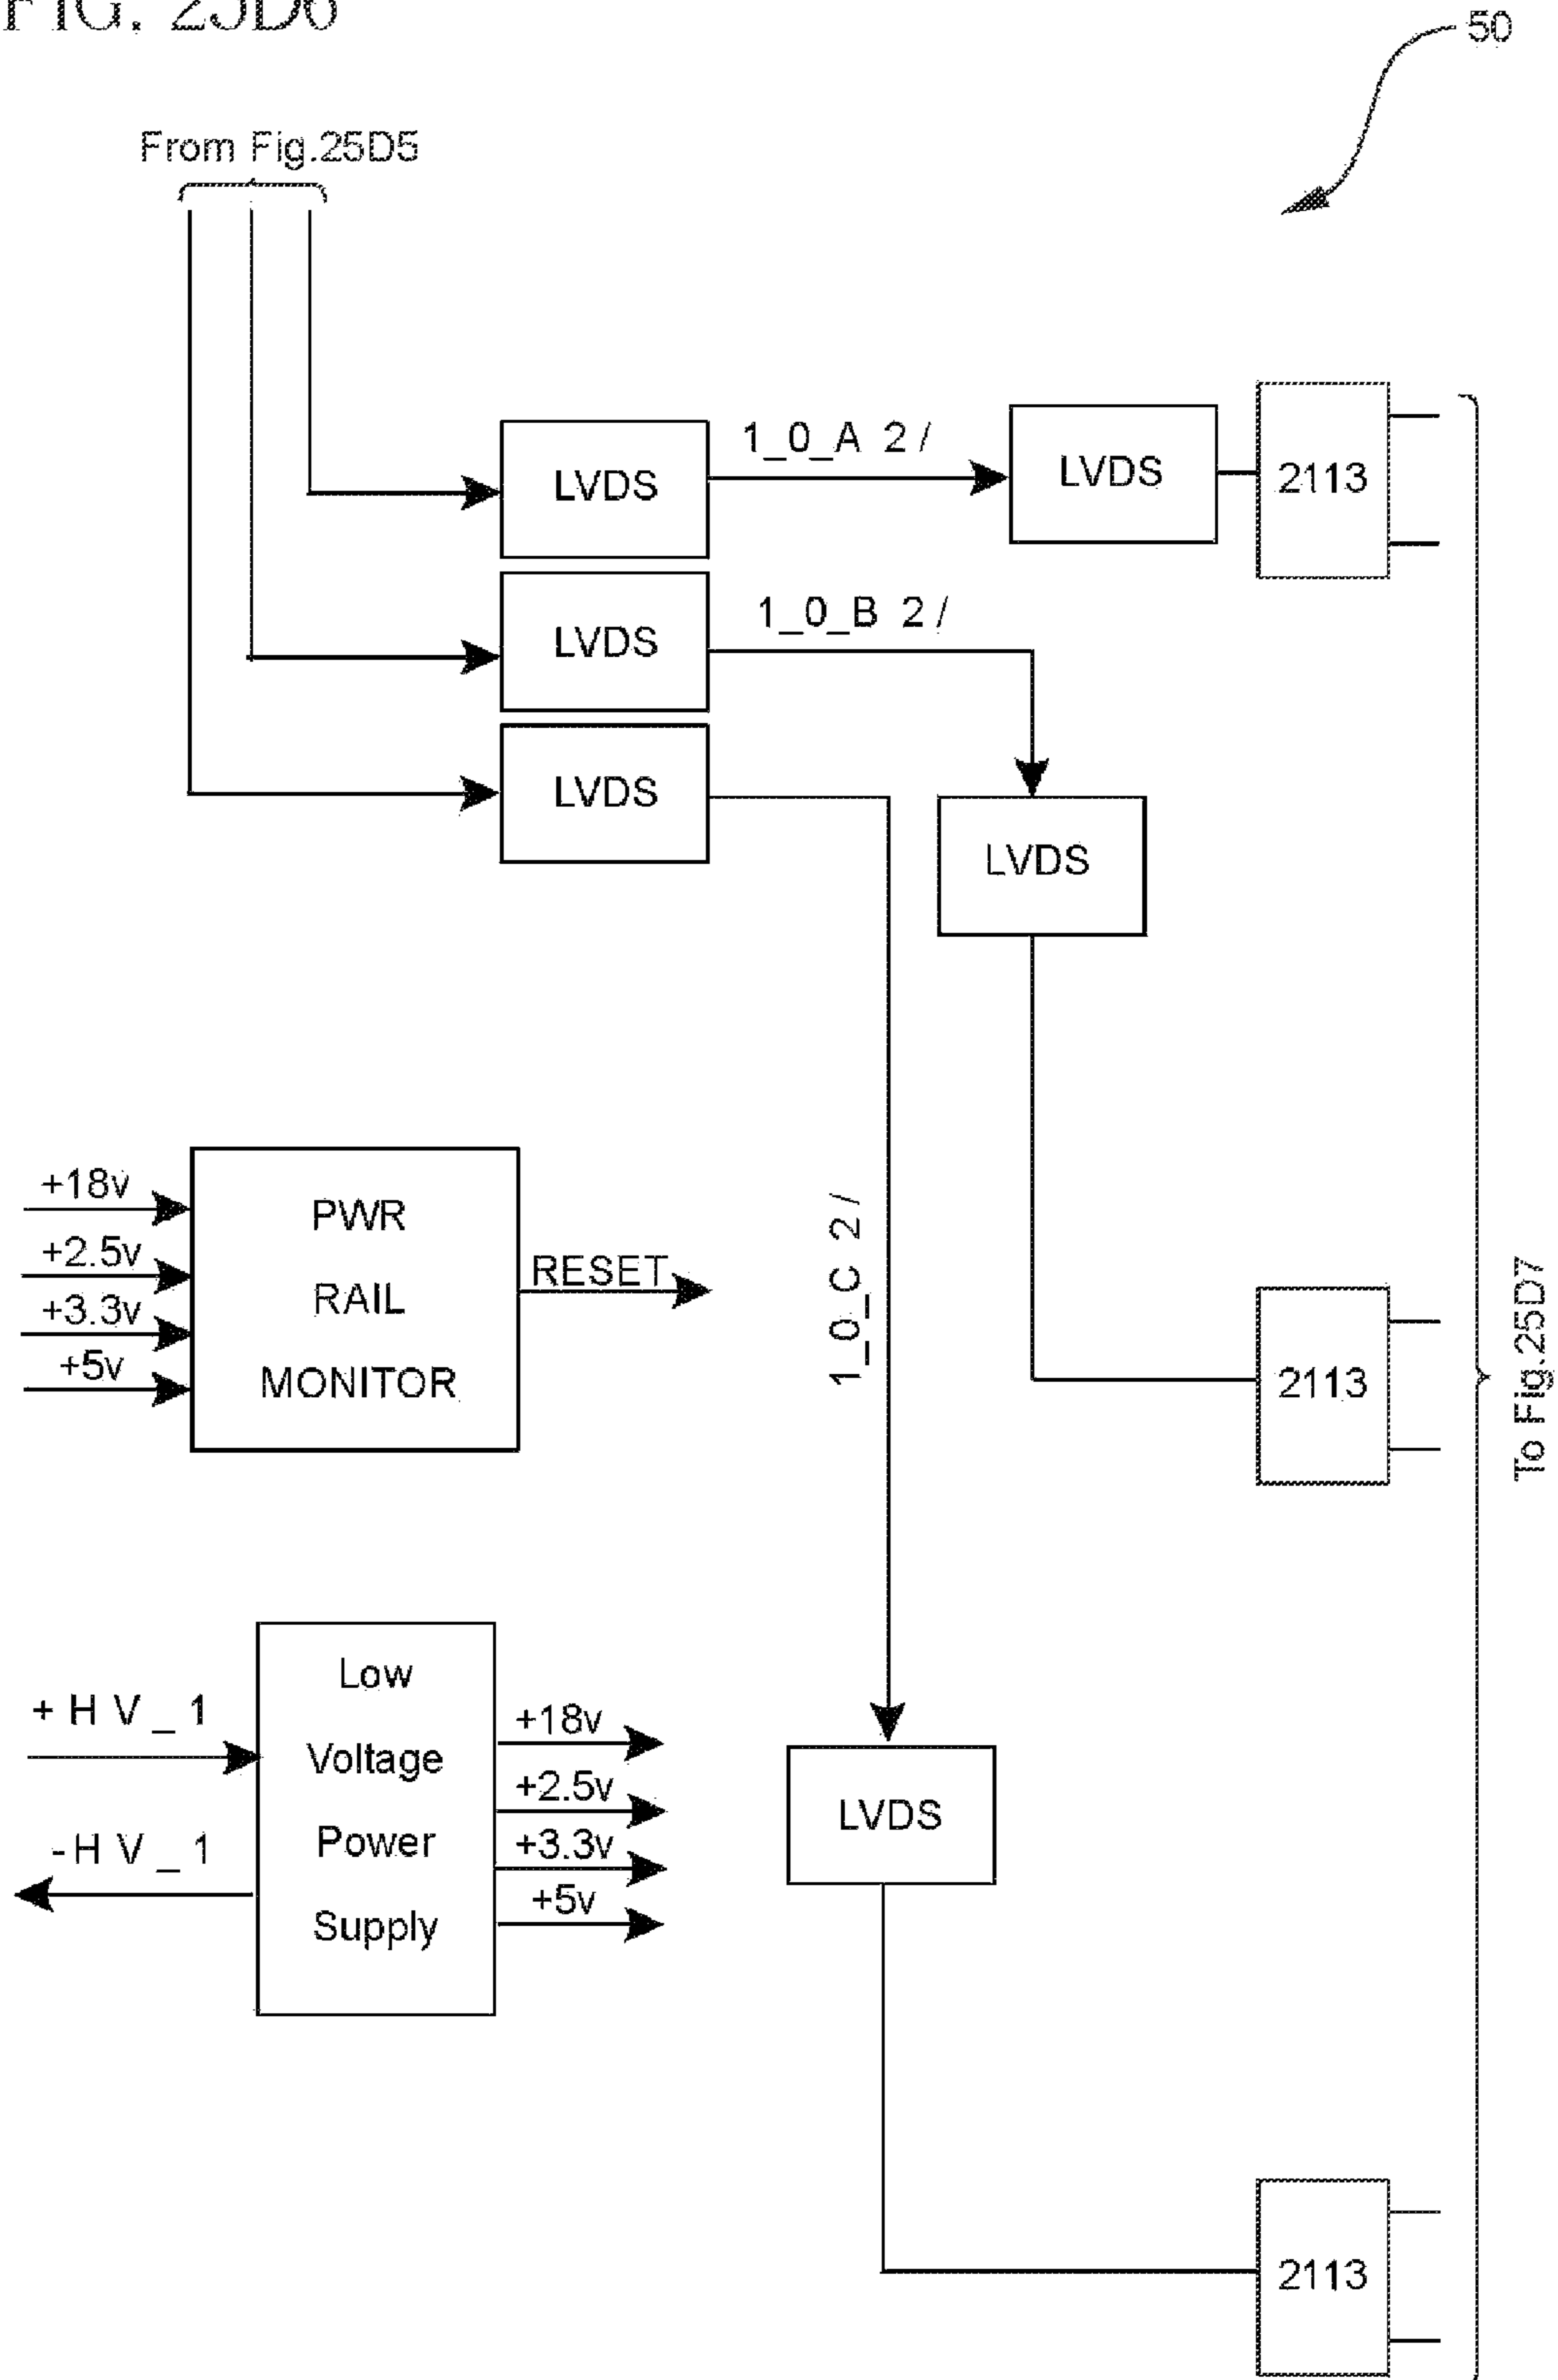 FIG. 25D6
50
From Fig.25D5
LVDS
1_0_A 2 /
LVDS
2113
LVDS
1_0_B 2 /
LVDS
LVDS
1_0_C 2 /
+18v
+2.5v
+3.3v
+5v
PWR
RAIL
MONITOR
RESET
2113
To Fig.25D7
+ H V _ 1
- H V _ 1
Low
Voltage
Power
Supply
+18v
+2.5v
+3.3v
+5v
LVDS
2113